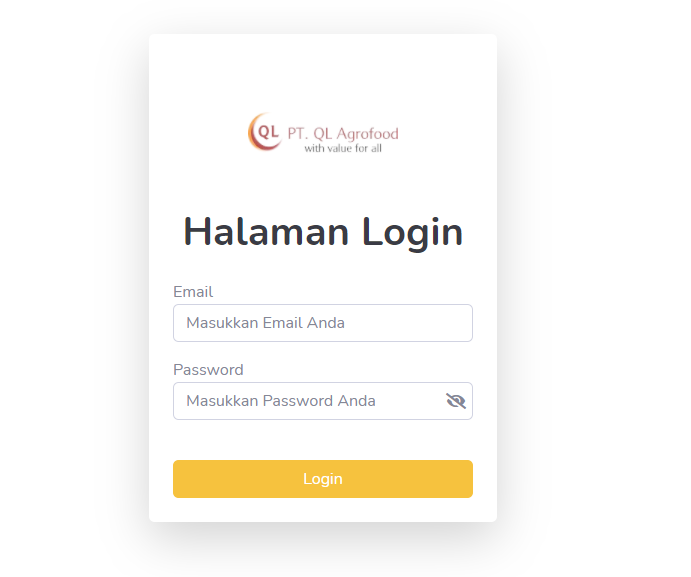 QL PT. QL Agrofood
with value for all
Halaman Login
Email
Masukkan Email Anda
Password
Masukkan Password Anda
Login